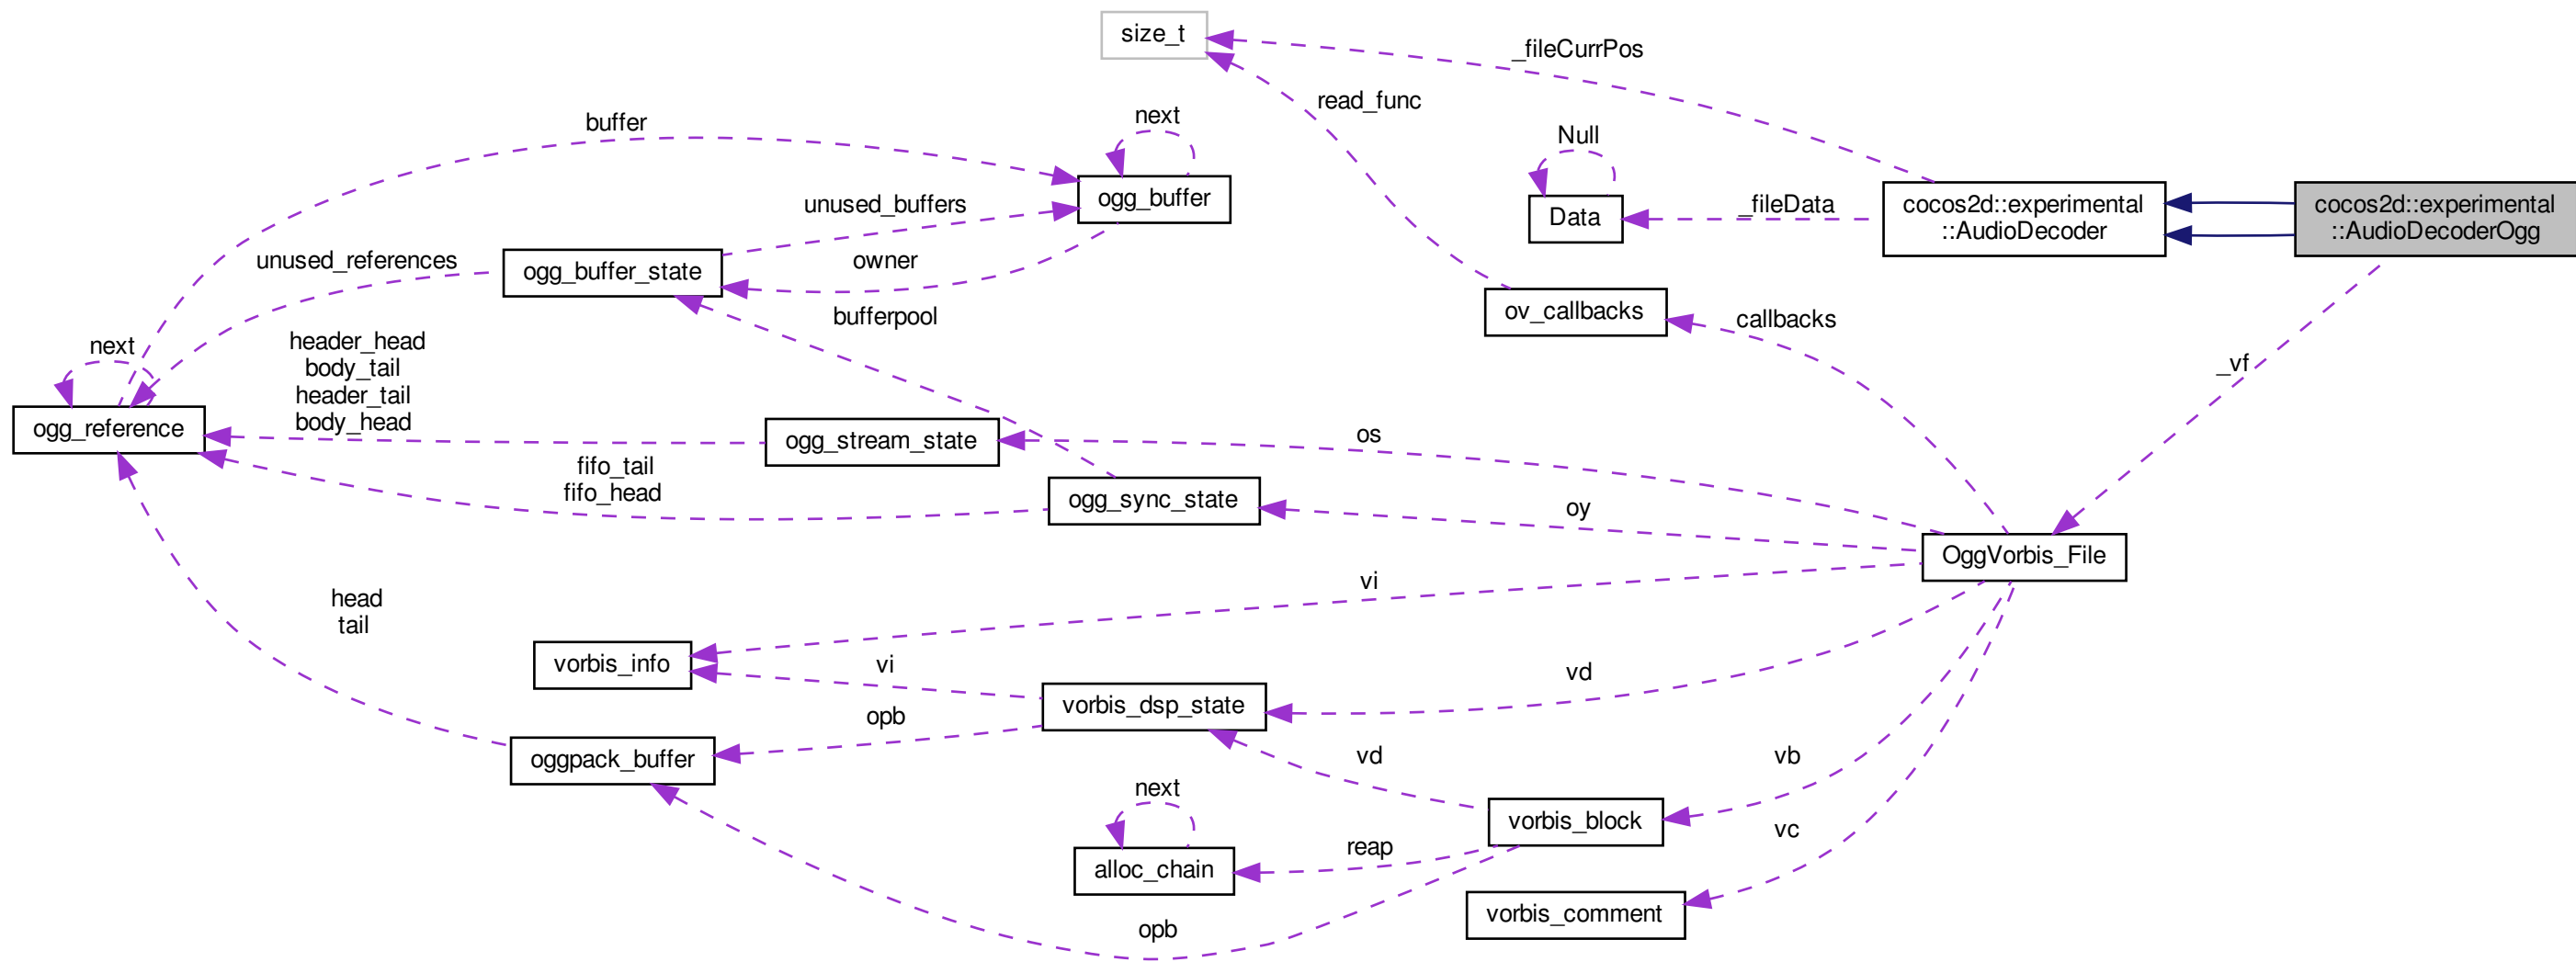 size_t
_fileCurrPos
read_func
buffer
next
Null
ogg_buffer
unused_buffers
Data
_fileData
cocos2d::experimental
::AudioDecoder
cocos2d::experimental
::AudioDecoderOgg
unused_references
ogg_buffer_state
owner
bufferpool
ov_callbacks
callbacks
_vf
next
header_head
body_tail
header_tail
body_head
ogg_reference
ogg_stream_state
os
fifo_tail
fifo_head
ogg_sync_state
oy
OggVorbis_File
vi
head
tail
vorbis_info
vi
vd
vorbis_dsp_state
opb
oggpack_buffer
vd
vb
next
vorbis_block
vc
reap
alloc_chain
vorbis_comment
opb